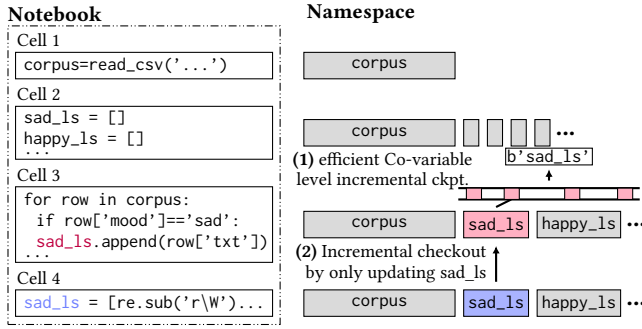 Notebook
Cell 1
corpus=read_csv('...')
Cell 2
sad_ls = []
happy_ls = []
...
Cell 3
for row in corpus:
if row['mood']=='sad':
sad_ls.append(row['txt'])
...
Cell 4
sad_ls = [re.sub('r\W')...
Namespace
corpus
corpus
...
(1) efficient Co-variable
level incremental ckpt.
b'sad_ls'
corpus
sad_ls
happy_ls
...
(2) Incremental checkout
by only updating sad_ls
corpus
sad_ls
happy_ls
...